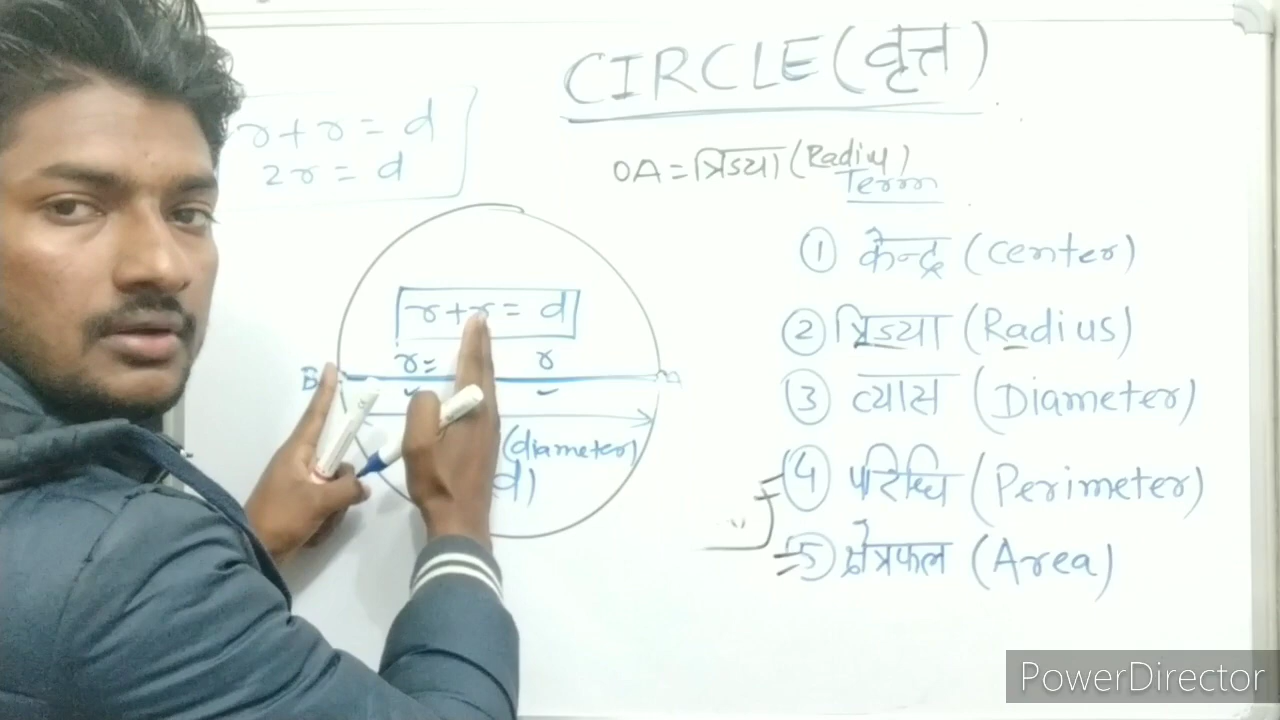 CIRCLE (वृत्त)
r + r = d
2r = d
OA = त्रिज्या (Radius)
Term
① केन्द्र (center)
② त्रिज्या (Radius)
③ व्यास (Diameter)
④ परिधि (Perimeter)
⑤ क्षेत्रफल (Area)
r + r = d
r = r
B
(diameter)
d)
PowerDirector